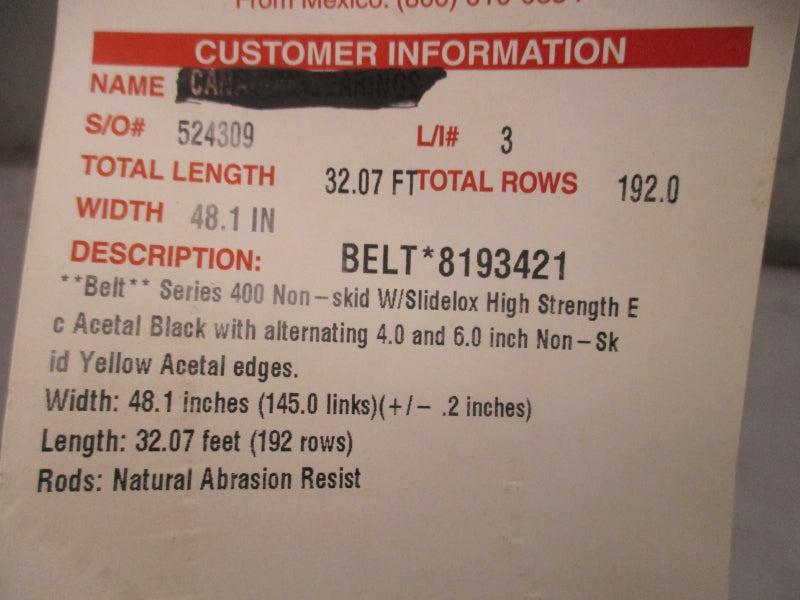 From Mexico: (800)
CUSTOMER INFORMATION
NAME
S/O# 524309 L/I# 3
TOTAL LENGTH 32.07 FT TOTAL ROWS 192.0
WIDTH 48.1 IN
DESCRIPTION: BELT*8193421
**Belt** Series 400 Non-skid W/Slidelox High Strength E
c Acetal Black with alternating 4.0 and 6.0 inch Non-Sk
id Yellow Acetal edges.
Width: 48.1 inches (145.0 links)(+/- .2 inches)
Length: 32.07 feet (192 rows)
Rods: Natural Abrasion Resist